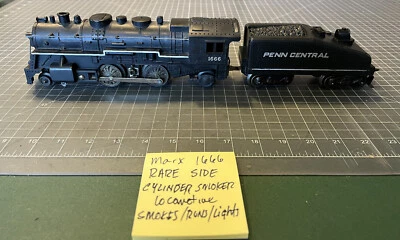 1666
PENN CENTRAL
Marx 1666
RARE SIDE
CYLINDER SMOKER
Locomotive
SMOKES/RUNS/Lights